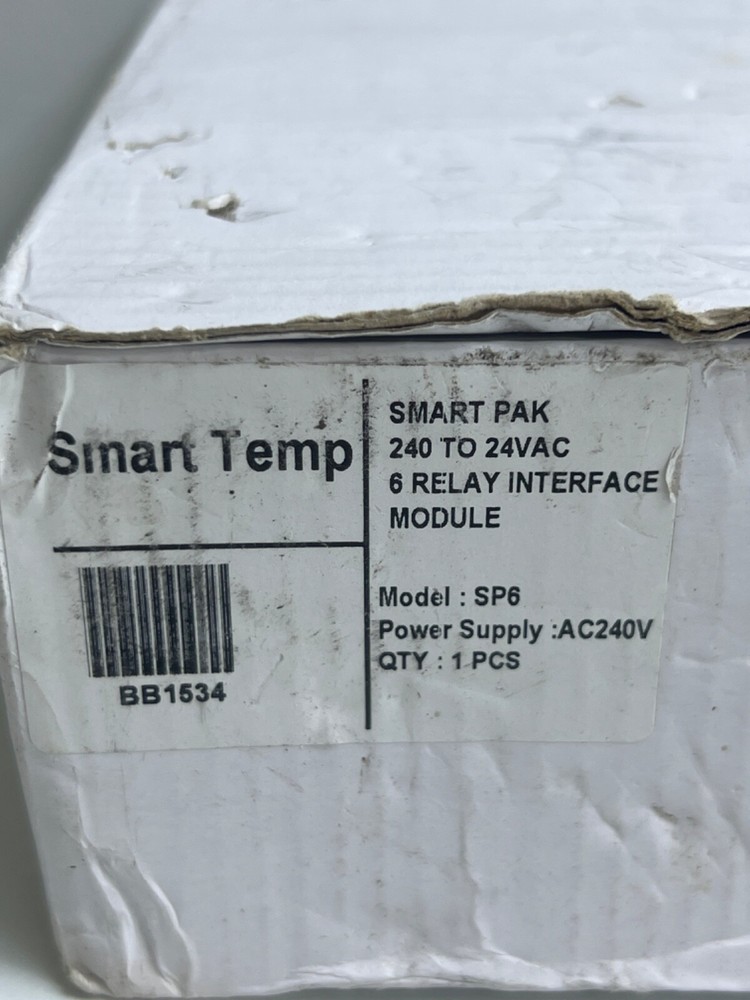 Smart Temp
SMART PAK
240 TO 24VAC
6 RELAY INTERFACE
MODULE
Model : SP6
Power Supply :AC240V
QTY : 1 PCS
BB1534